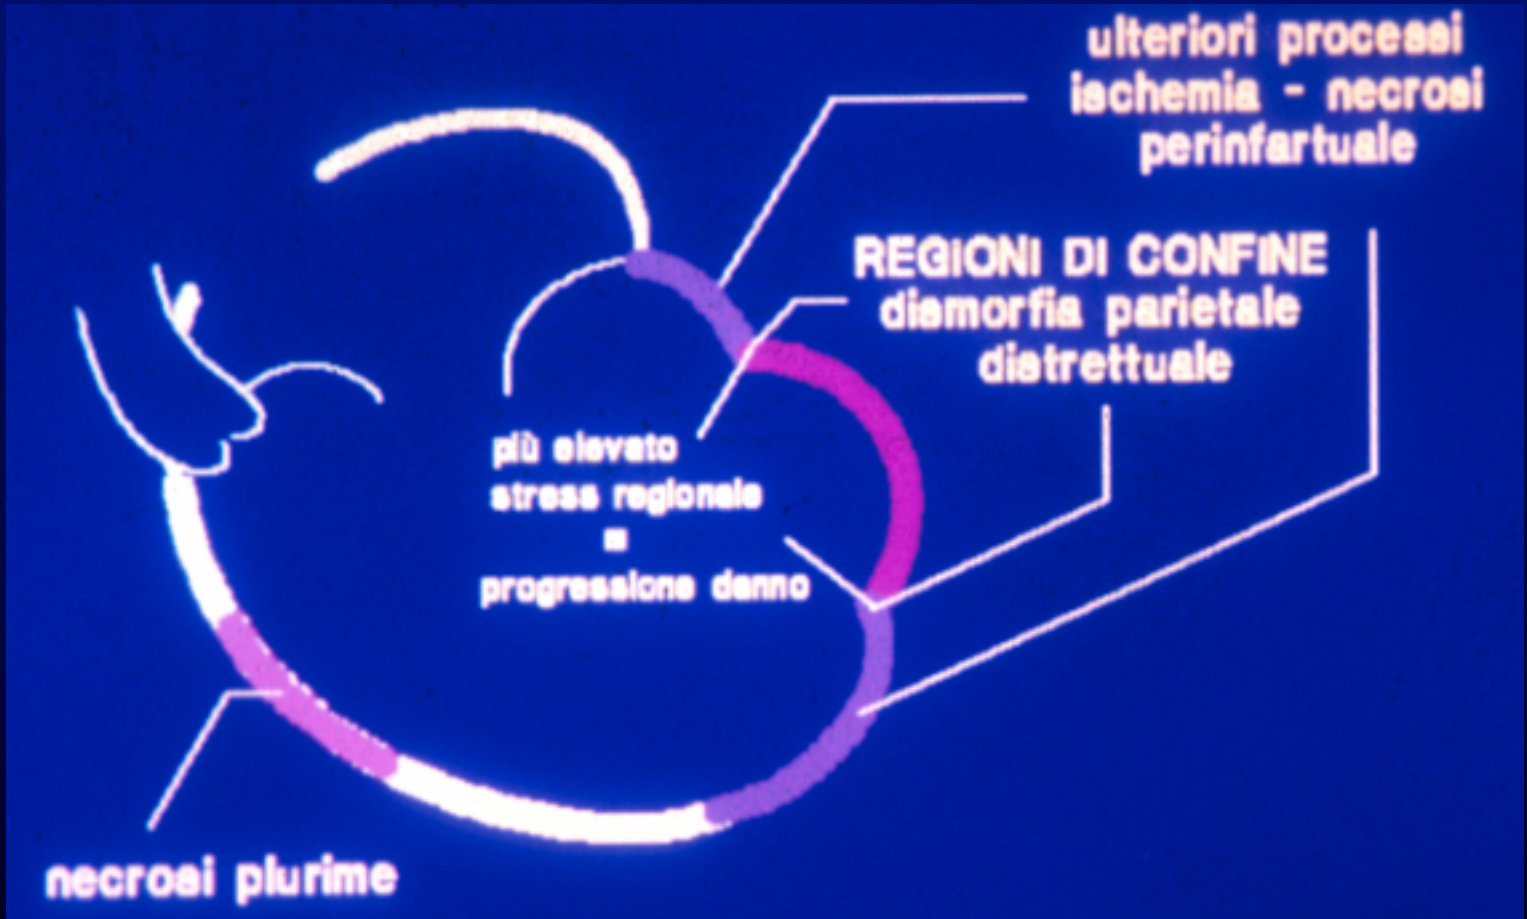 ulteriori processi
ischemia - necrosi
perinfartuale
REGIONI DI CONFINE
dismorfia parietale
distrettuale
più elevato
stress regionale
=
progressione danno
necrosi plurime